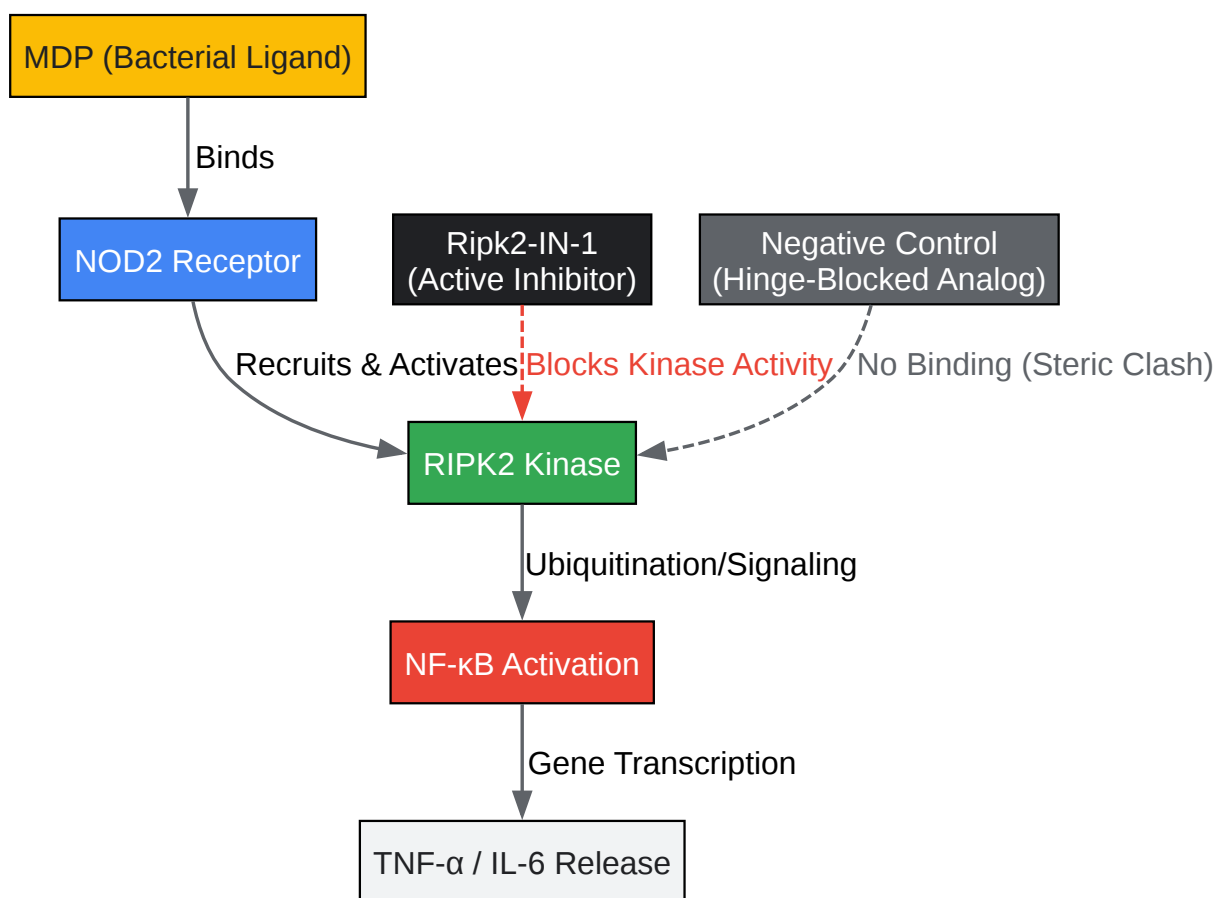 MDP (Bacterial Ligand)
Binds
NOD2 Receptor
Ripk2-IN-1
(Active Inhibitor)
Negative Control
(Hinge-Blocked Analog)
Recruits & Activates
Blocks Kinase Activity
No Binding (Steric Clash)
RIPK2 Kinase
Ubiquitination/Signaling
NF-κB Activation
Gene Transcription
TNF-α / IL-6 Release